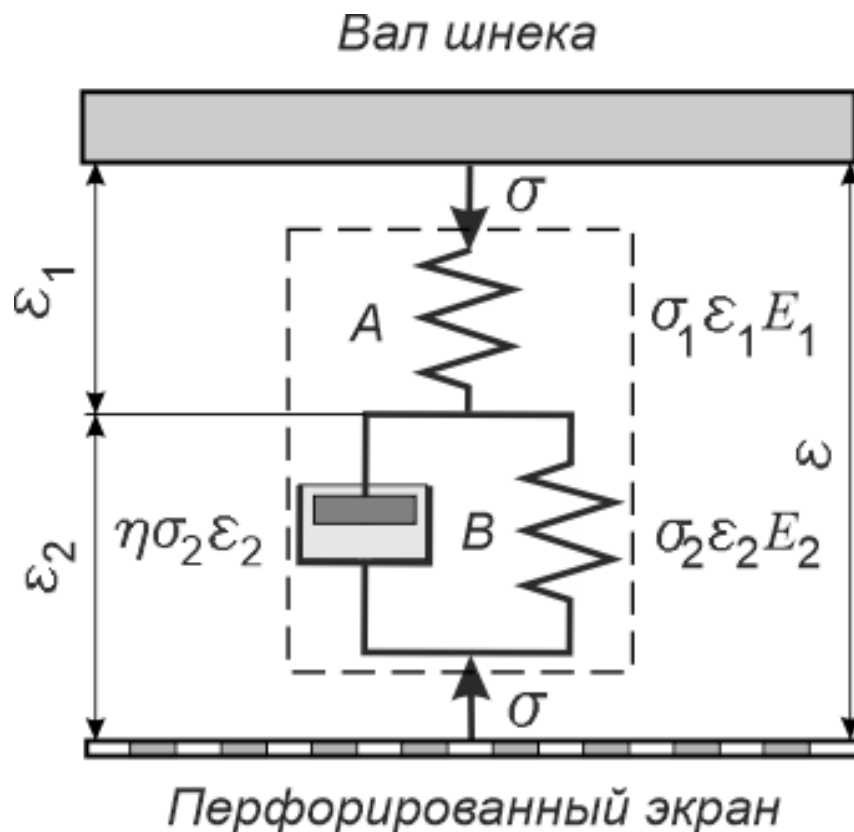 Вал шнека
σ
ε₁
A
σ₁ε₁E₁
ε
ε₂
ησ₂ε₂
B
σ₂ε₂E₂
σ
Перфорированный экран